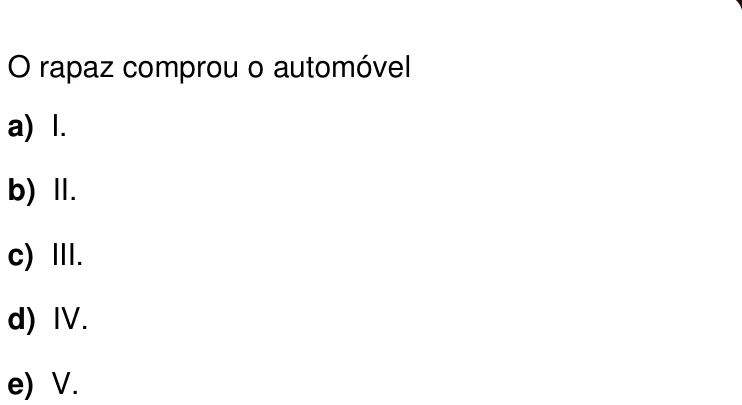 O rapaz comprou o automóvel
a) I.
b) II.
c) III.
d) IV.
e) V.